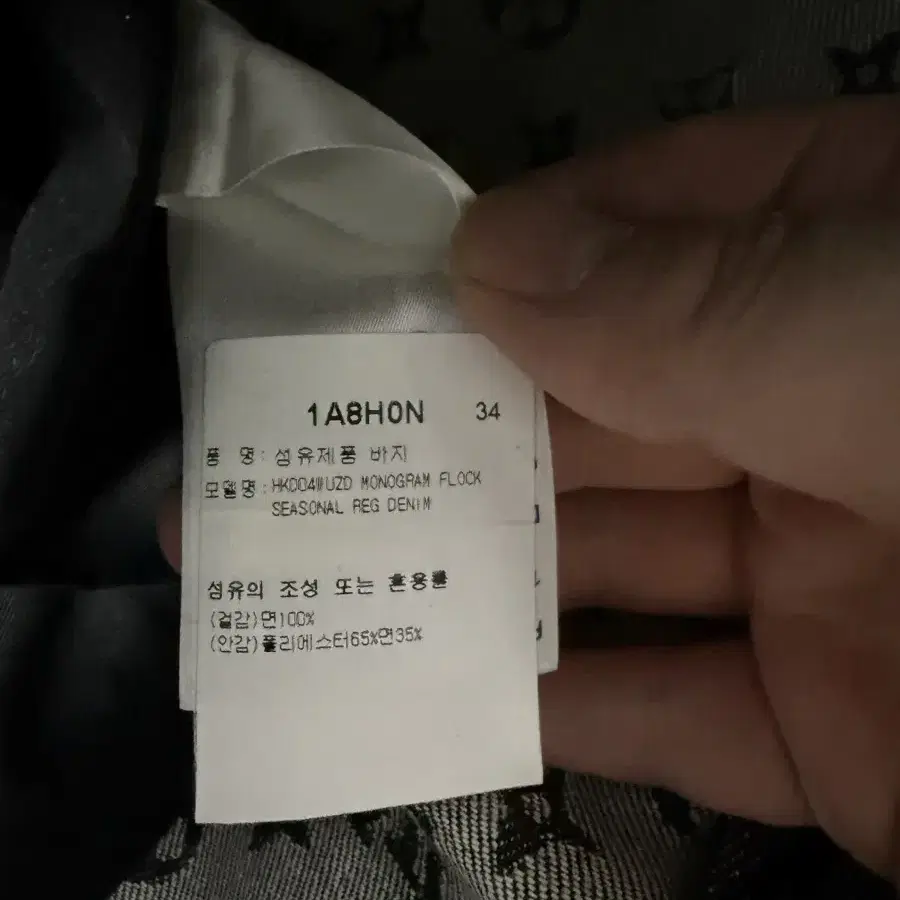 1A8H0N 34
품 명: 섬유제품 바지
모델명: HKD04WUZD MONOGRAM FLOCK
SEASONAL REG DENIM
섬유의 조성 또는 혼용률
(겉감)면100%
(안감)폴리에스터65%면35%